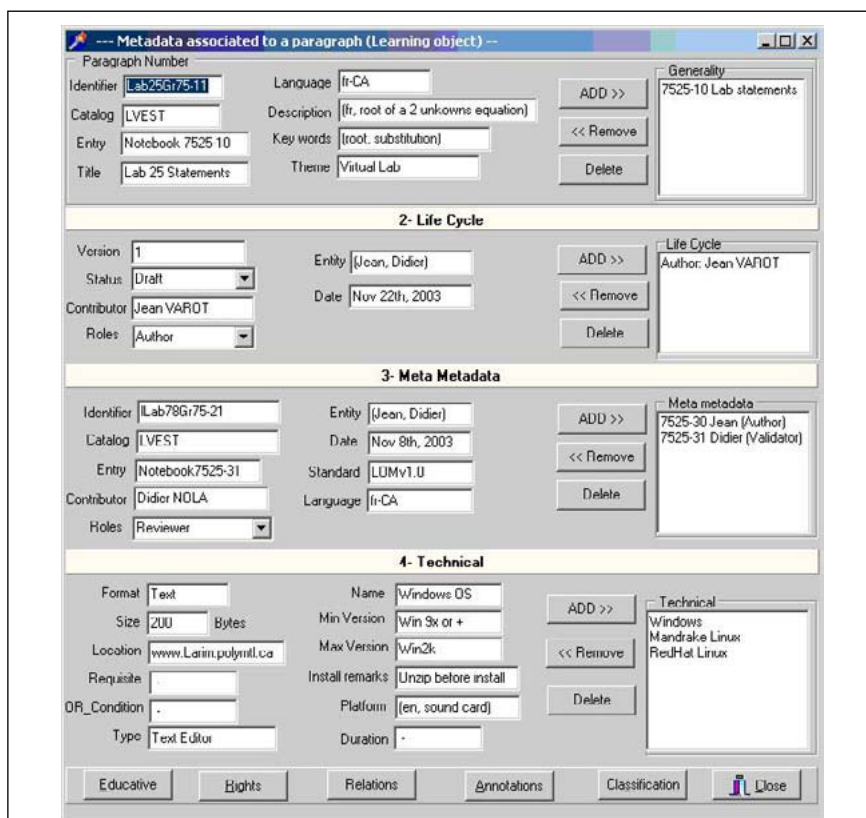 --- Metadata associated to a paragraph (Learning object) --
Paragraph Number
Identifier Lab25Gr75-11
Catalog LVEST
Entry Notebook 7525 10
Title Lab 25 Statements
Language fr-CA
Description (fr, root of a 2 unkowns equation)
Key words (root, substitution)
Theme Virtual Lab
ADD >>
<< Remove
Delete
Generality
7525-10 Lab statements
2- Life Cycle
Version 1
Status Draft
Contributor Jean VAROT
Roles Author
Entity (Jean, Didier)
Date Nov 22th, 2003
ADD >>
<< Remove
Delete
Life Cycle
Author: Jean VAROT
3- Meta Metadata
Identifier lLab78Gr75-21
Catalog LVEST
Entry Notebook7525-31
Contributor Didier NOLA
Roles Reviewer
Entity (Jean, Didier)
Date Nov 8th, 2003
Standard LOMv1.0
Language fr-CA
ADD >>
<< Remove
Delete
Meta metadata
7525-30 Jean (Author)
7525-31 Didier (Validator)
4- Technical
Format Text
Size 200 Bytes
Location www.Larim.polymtl.ca
Requisite -
OR_Condition -
Type Text Editor
Name Windows OS
Min Version Win 9x or +
Max Version Win2k
Install remarks Unzip before install
Platform (en, sound card)
Duration -
ADD >>
<< Remove
Delete
Technical
Windows
Mandrake Linux
RedHat Linux
Educative
Rights
Relations
Annotations
Classification
Close